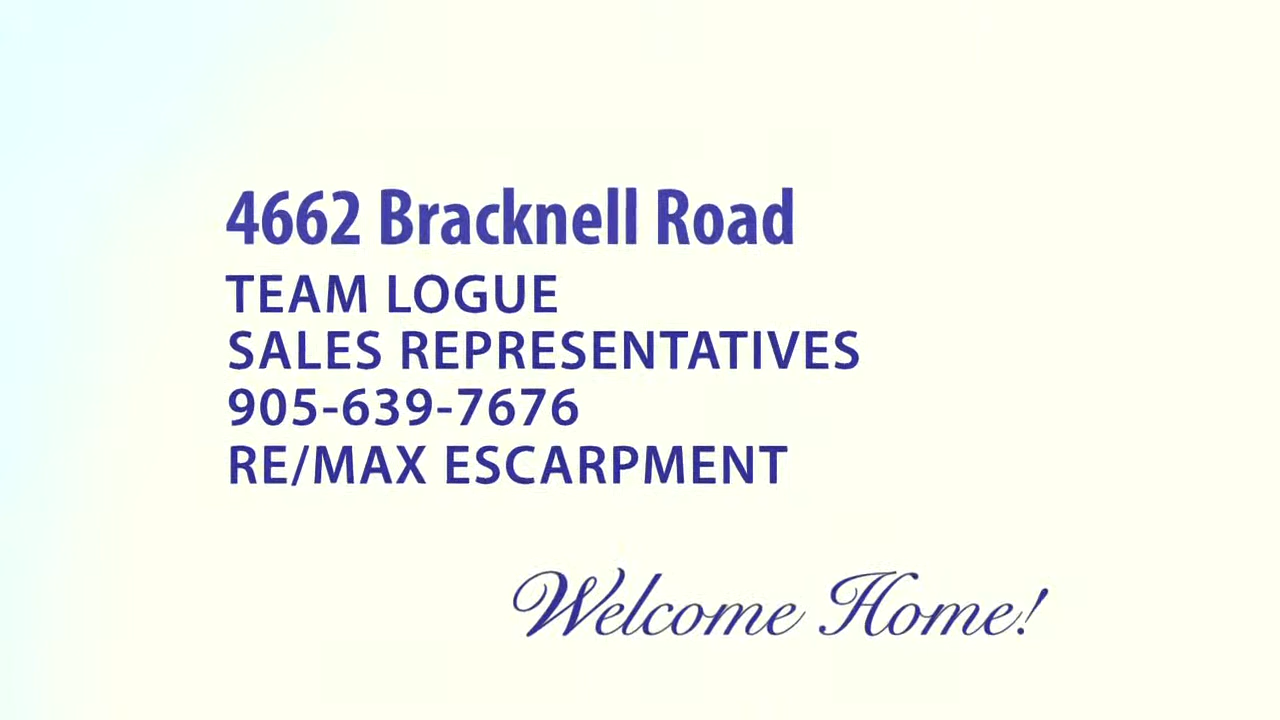 4662 Bracknell Road
TEAM LOGUE
SALES REPRESENTATIVES
905-639-7676
RE/MAX ESCARPMENT
Welcome Home!